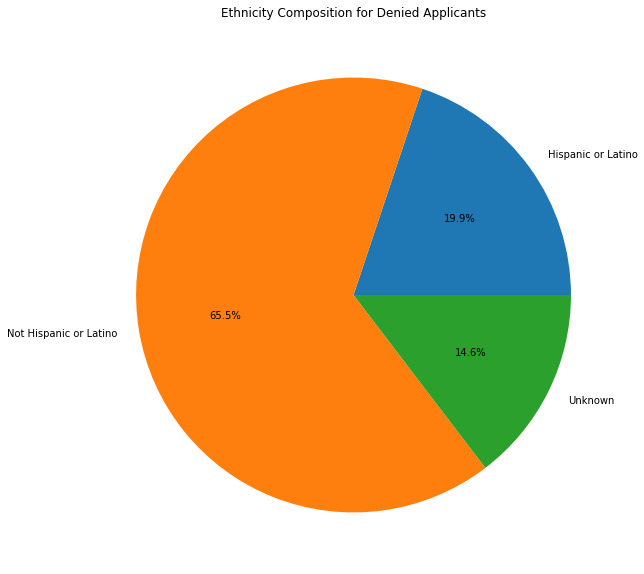 Ethnicity Composition for Denied Applicants
Hispanic or Latino
19.9%
65.5%
Not Hispanic or Latino
14.6%
Unknown